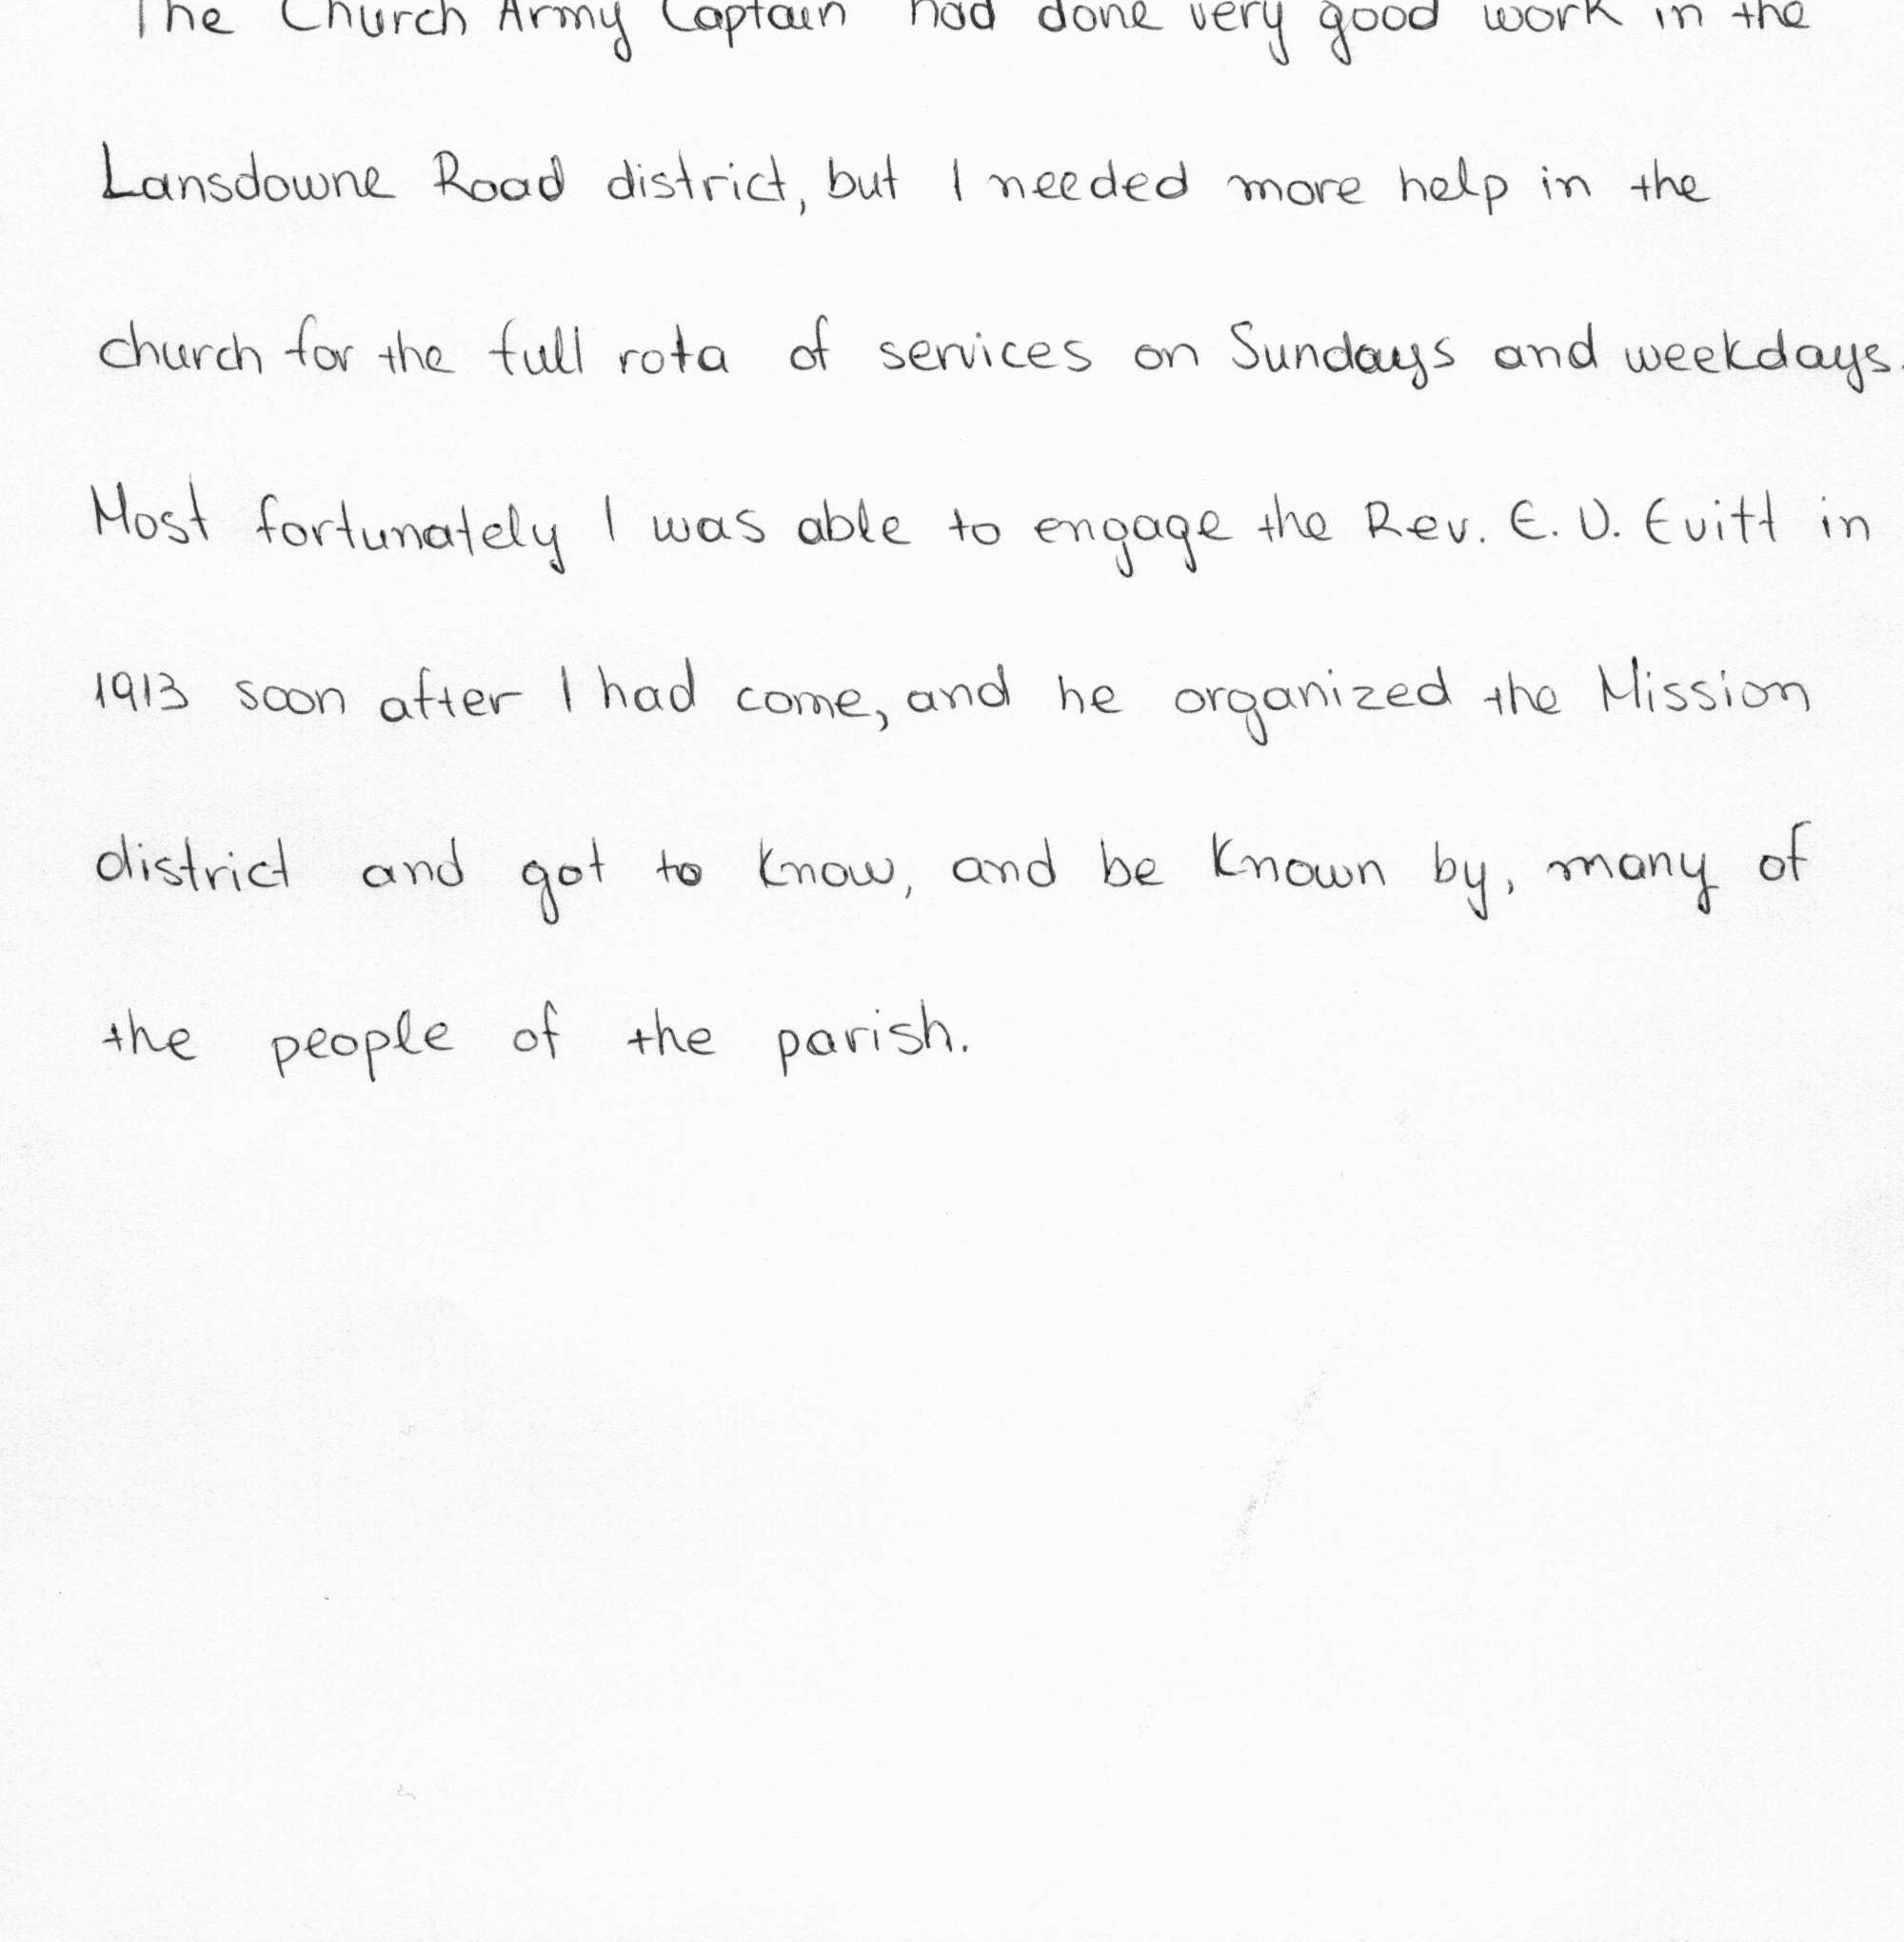 The Church Army Captain had done very good work in the
Lansdowne Road district, but I needed more help in the
church for the full rota of services on Sundays and weekdays.
Most fortunately I was able to engage the Rev. E. V. Evitt in
1913 soon after I had come, and he organized the Mission
district and got to know, and be known by, many of
the people of the parish.